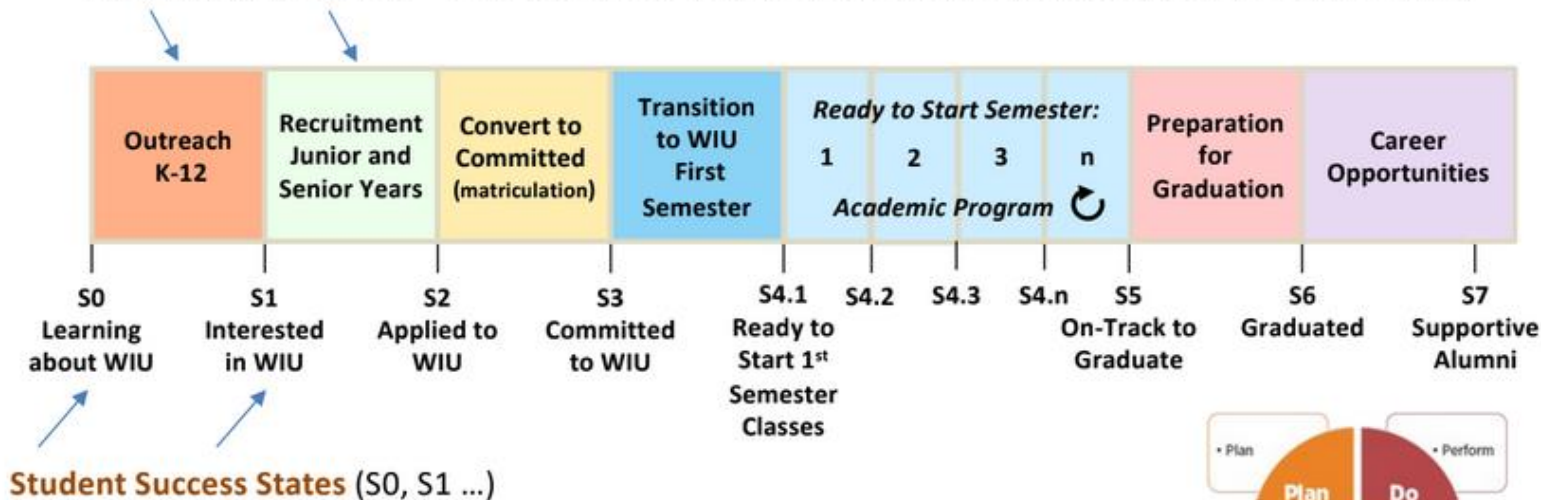 Outreach
K-12
Recruitment
Junior and
Senior Years
Convert to
Committed
(matriculation)
Transition
to WIU
First
Semester
Ready to Start Semester:
1 2 3 n
Academic Program
Preparation
for
Graduation
Career
Opportunities
S0
Learning
about WIU
S1
Interested
in WIU
S2
Applied to
WIU
S3
Committed
to WIU
S4.1
Ready to
Start 1st
Semester
Classes
S4.2
S4.3
S4.n
S5
On-Track to
Graduate
S6
Graduated
S7
Supportive
Alumni
Student Success States (S0, S1 ...)
• Plan
• Perform
Plan
Do